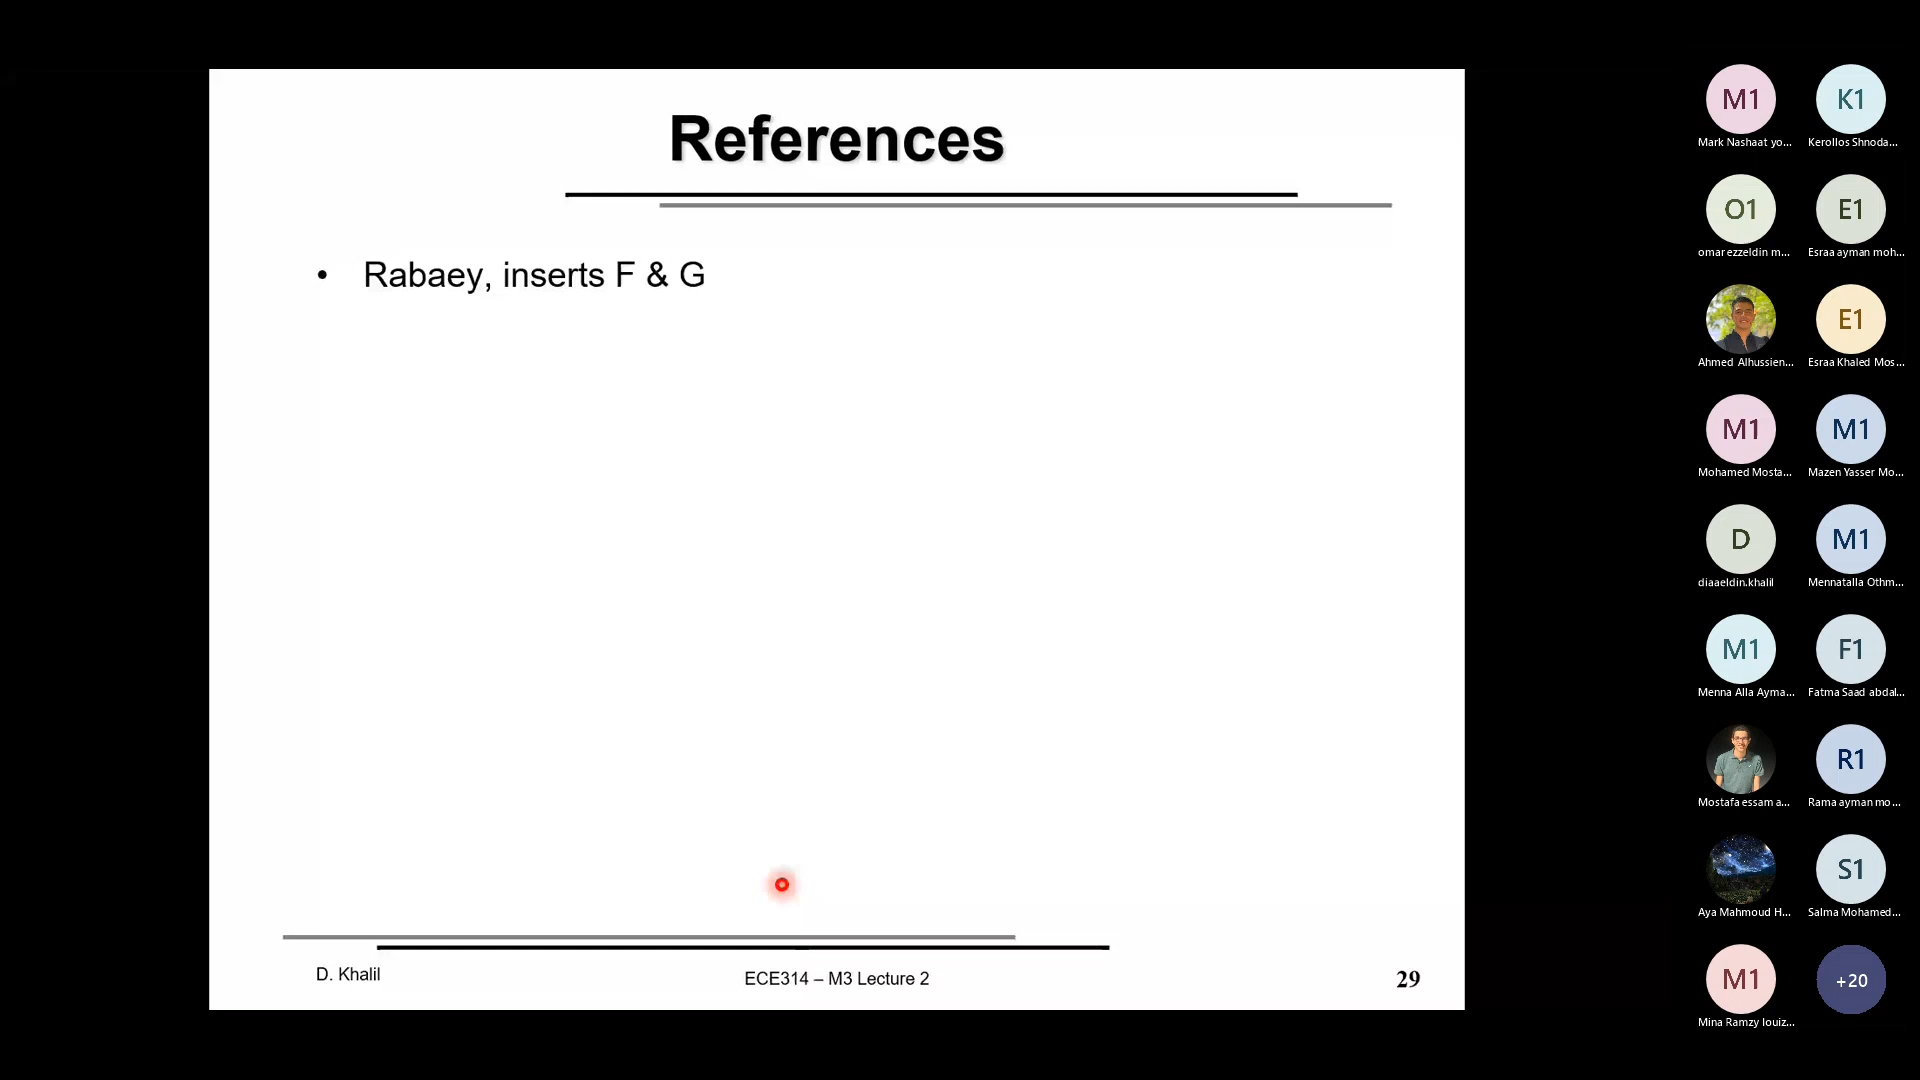 References
• Rabaey, inserts F & G
D. Khalil
ECE314 – M3 Lecture 2
29
M1
K1
Mark Nashaat yo...
Kerollos Shnoda...
O1
E1
omar ezzeldin m...
Esraa ayman moh...
E1
Ahmed Alhussien...
Esraa Khaled Mos...
M1
M1
Mohamed Mosta...
Mazen Yasser Mo...
D
M1
diaaeldin.khalil
Mennatalla Othm...
M1
F1
Menna Alla Ayma...
Fatma Saad abdal...
R1
Mostafa essam a...
Rama ayman mo...
S1
Aya Mahmoud H...
Salma Mohamed...
M1
+20
Mina Ramzy louiz...